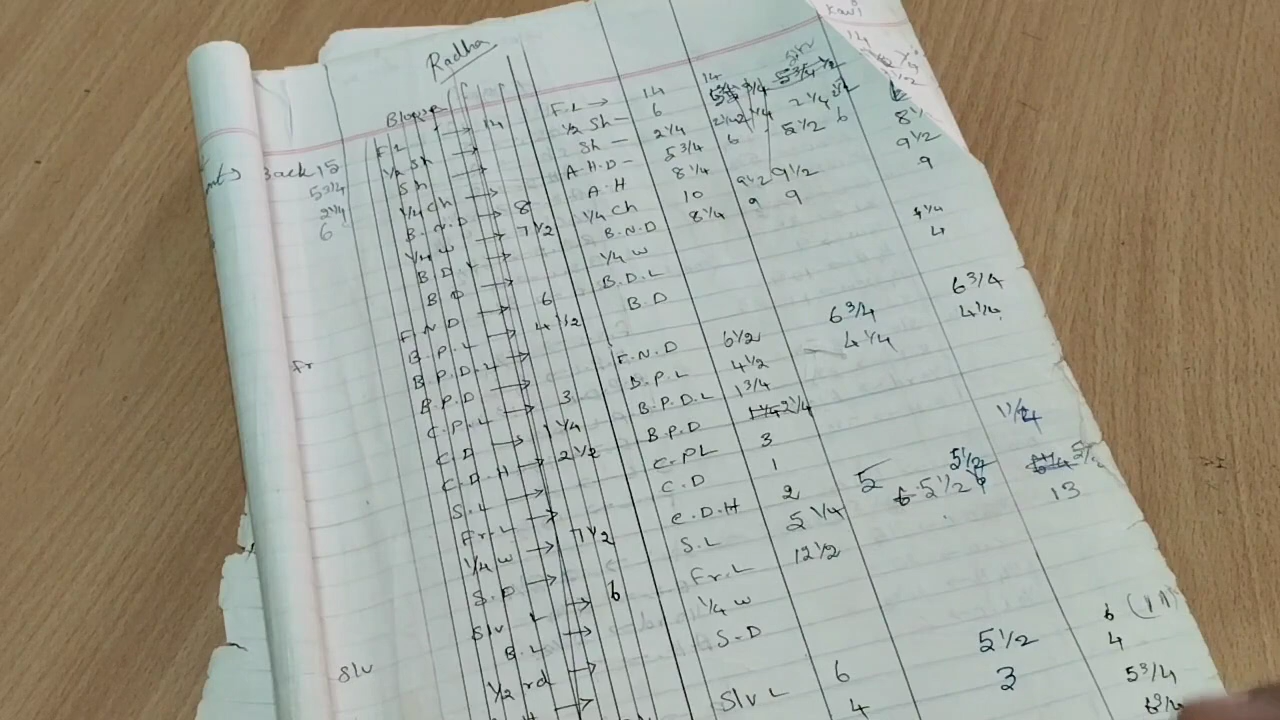 Radha
Kavi
Back 15
5 3/4
2 1/4
6
Fr
Slv
F.L → 14
1/2 Sh →
Sh →
1/4 ch →
B.N.D → 8
1/4 w → 7 1/2
B D L →
B D →
F.N.D → 6
B.P.L → 4 1/2
B.P.D.L →
B.P.D →
C.P.L → 3
C D → 1 1/4
C.D.H → 2 1/2
S.L →
Fr.L →
1/4 w → 7 1/2
S.D →
Slv L → 6
B.L →
1/2 rd →
F.L → 14 14
1/2 Sh — 6
Sh — 2 1/4 2 1/4
A.H.D — 5 3/4 6 5 1/2 6
A.H 8 1/4
1/4 Ch 10 9 1/2 9 1/2 9 1/2
B.N.D 8 1/4 9 9 9
1/4 w
B.D.L
B.D 4
F.N.D 6 1/2 6 3/4 6 3/4
B.P.L 4 1/2 4 1/4 4 1/4
B.P.D.L 1 3/4
B.P.D 2 1/4
C.PL 3
C.D 1
C.D.H 2
S.L 5 1/4 5 5 1/2 5 1/2
Fr.L 12 1/2 13
1/4 w
S-D
Slv L 6 5 1/2 6
4 3 4
5 3/4